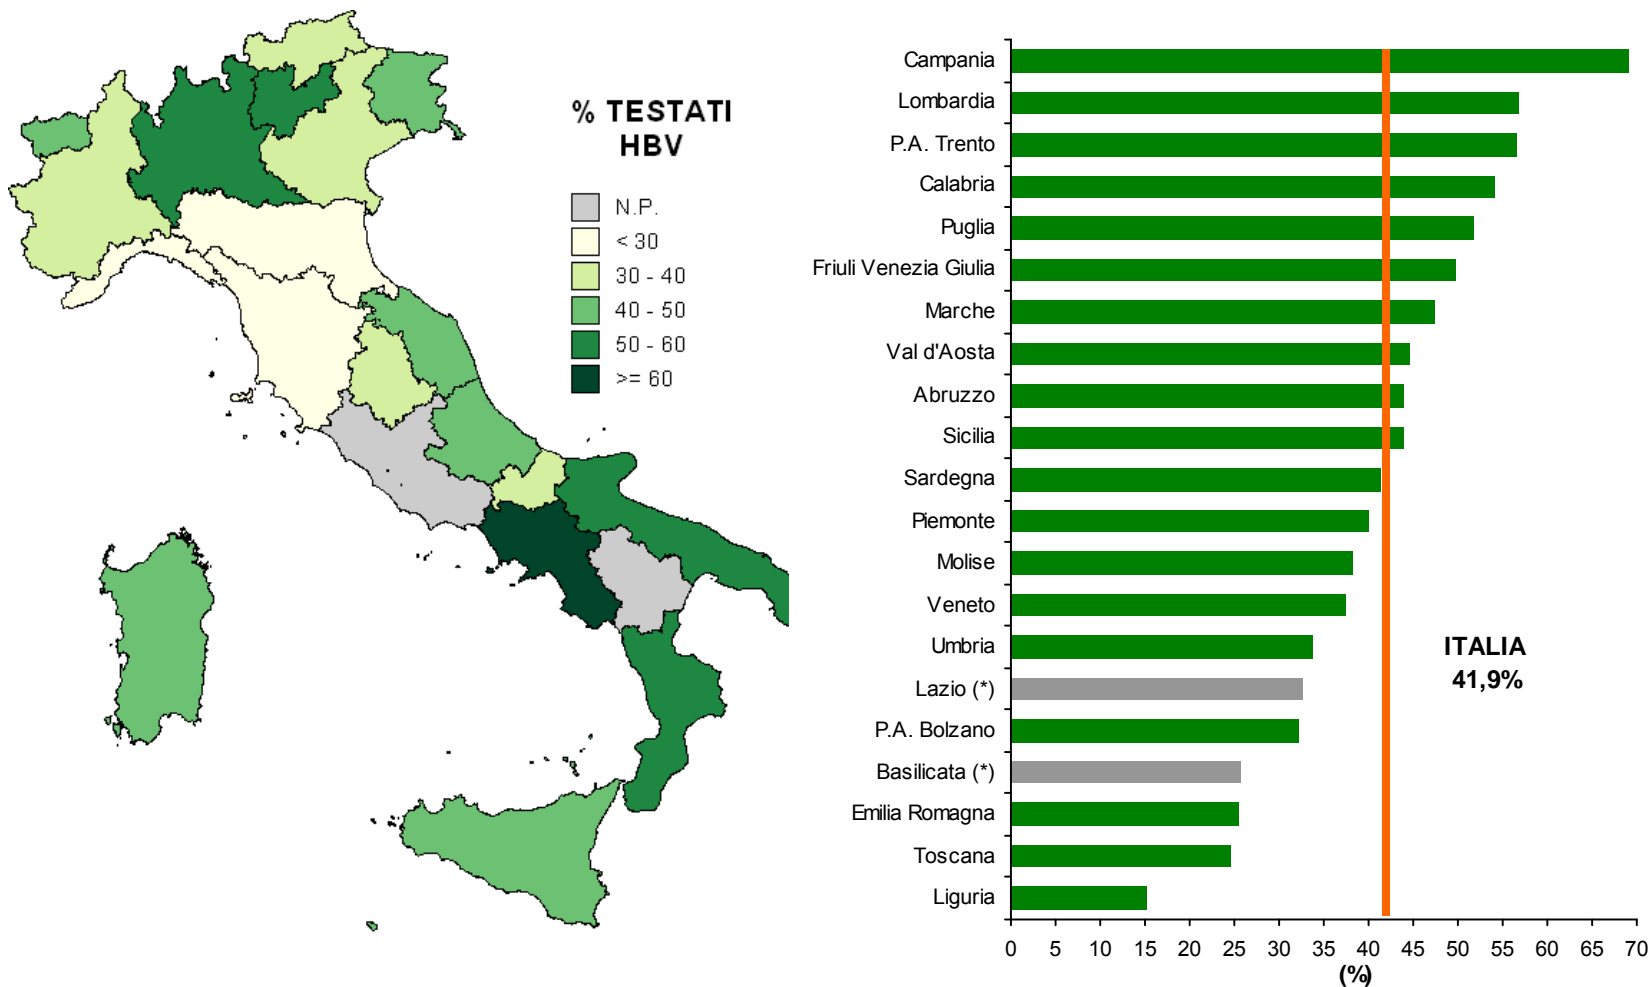 % TESTATI
HBV
N.P.
< 30
30 - 40
40 - 50
50 - 60
>= 60
Campania
Lombardia
P.A. Trento
Calabria
Puglia
Friuli Venezia Giulia
Marche
Val d'Aosta
Abruzzo
Sicilia
Sardegna
Piemonte
Molise
Veneto
Umbria
Lazio (*)
P.A. Bolzano
Basilicata (*)
Emilia Romagna
Toscana
Liguria
ITALIA
41,9%
0 5 10 15 20 25 30 35 40 45 50 55 60 65 70
(%)